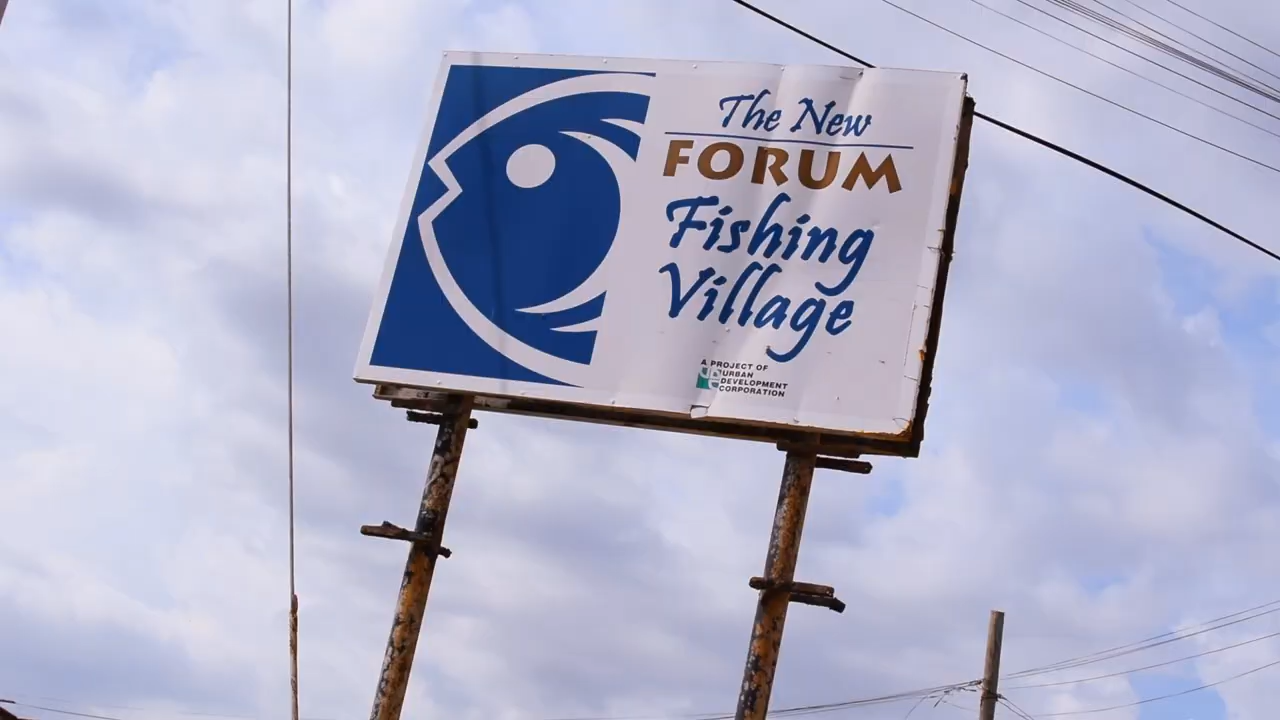 The New
FORUM
Fishing
Village
A PROJECT OF
URBAN
DEVELOPMENT
CORPORATION